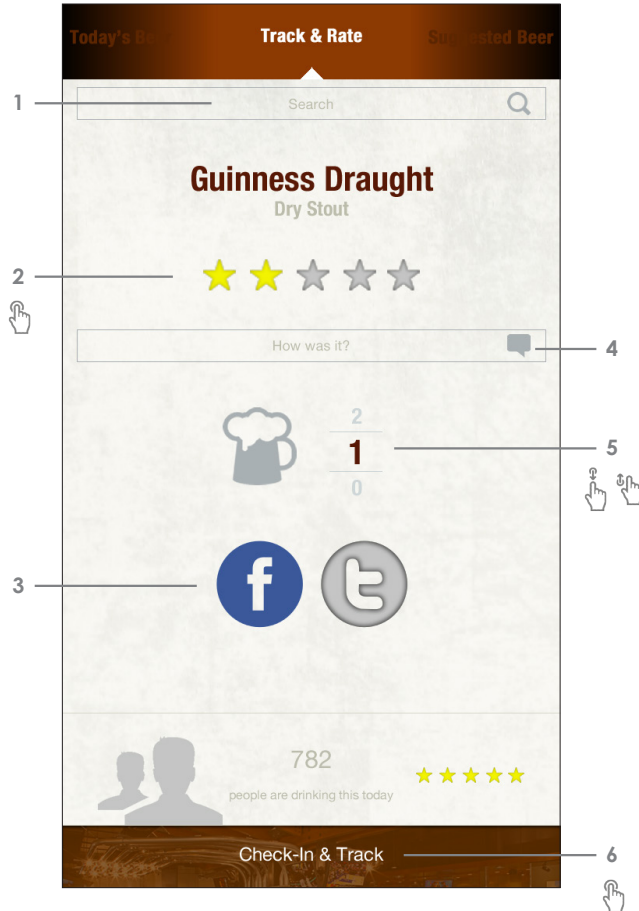 Today's Be
Track & Rate
Suggested Beer
1
Search
Guinness Draught
Dry Stout
2
How was it?
4
2
1
5
0
3
f t
782
people are drinking this today
Check-In & Track
6